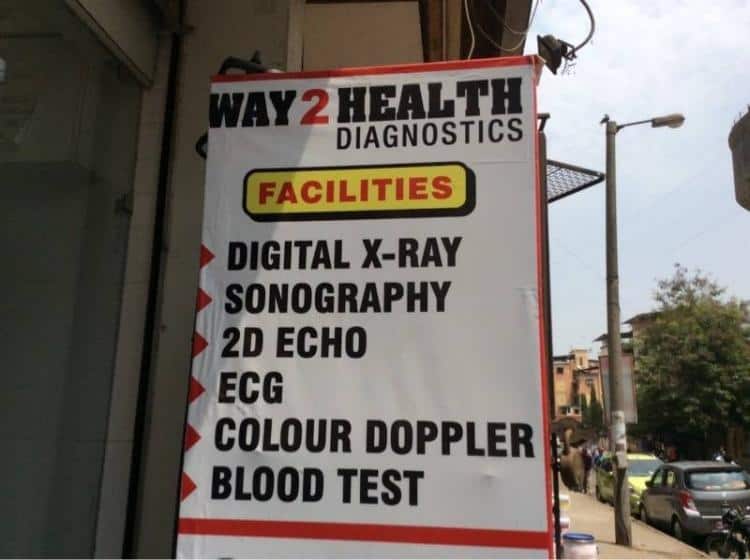 WAY 2 HEALTH
DIAGNOSTICS
FACILITIES
DIGITAL X-RAY
SONOGRAPHY
2D ECHO
ECG
COLOUR DOPPLER
BLOOD TEST